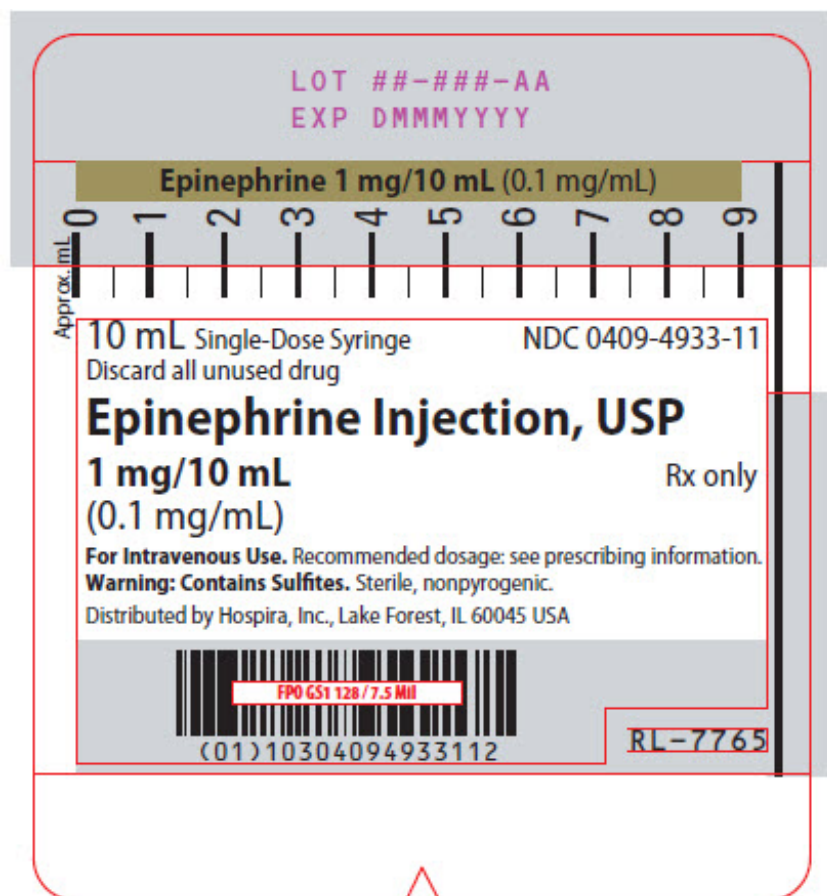 LOT ##-###-AA
EXP DMMMYYYY
Epinephrine 1 mg/10 mL (0.1 mg/mL)
0 1 2 3 4 5 6 7 8 9
Approx. mL
10 mL Single-Dose Syringe NDC 0409-4933-11
Discard all unused drug
Epinephrine Injection, USP
1 mg/10 mL Rx only
(0.1 mg/mL)
For Intravenous Use. Recommended dosage: see prescribing information.
Warning: Contains Sulfites. Sterile, nonpyrogenic.
Distributed by Hospira, Inc., Lake Forest, IL 60045 USA
FPO GS1 128 / 7.5 Mil
(01)10304094933112
RL-7765